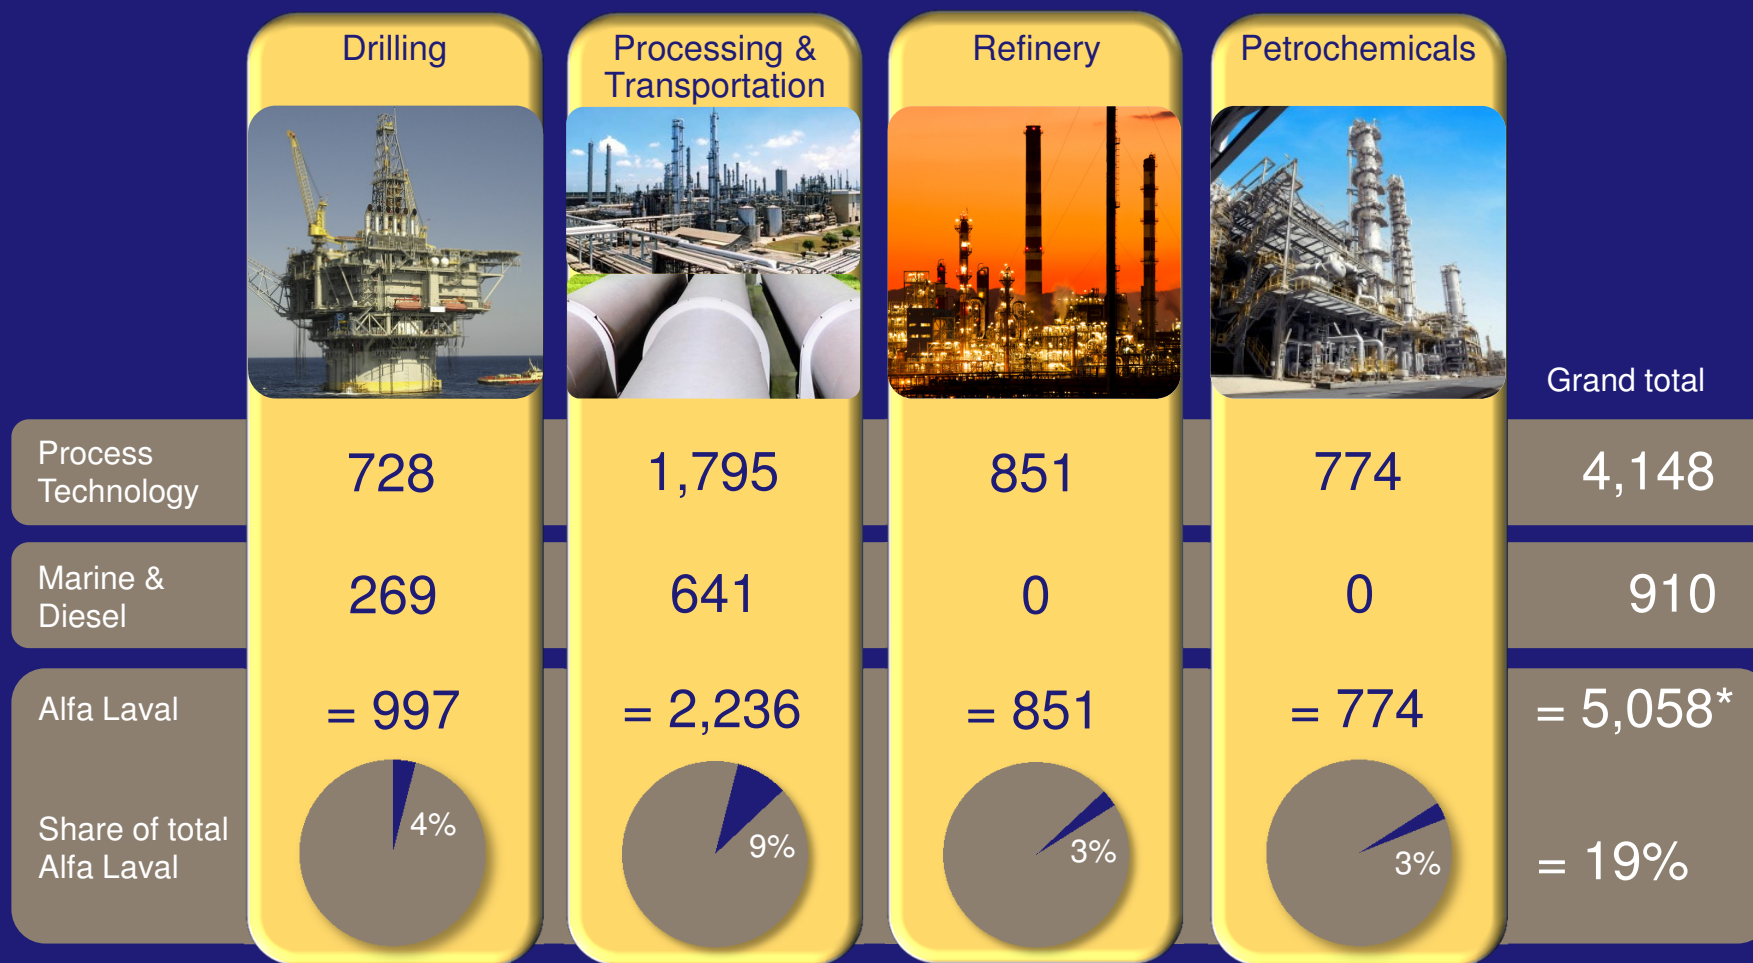 Drilling
Processing &
Transportation
Refinery
Petrochemicals
Grand total
Process
Technology
728
1,795
851
774
4,148
Marine &
Diesel
269
641
0
0
910
Alfa Laval
= 997
= 2,236
= 851
= 774
= 5,058*
Share of total
Alfa Laval
4%
9%
3%
3%
= 19%